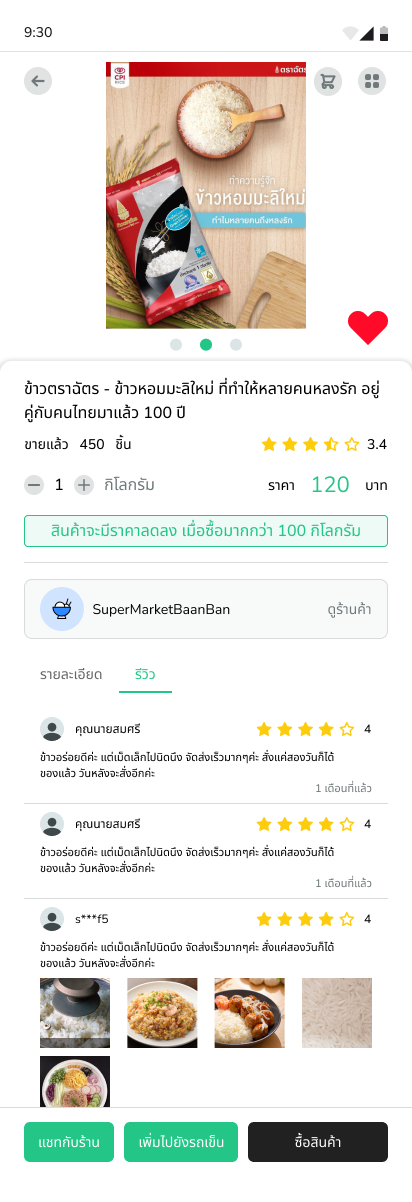 9:30
CPI
RICE
ตราฉัตร
ทำความรู้จัก
ข้าวหอมมะลิใหม่
ทำไมหลายคนถึงหลงรัก
ข้าวตราฉัตร - ข้าวหอมมะลิใหม่ ที่ทำให้หลายคนหลงรัก อยู่
คู่กับคนไทยมาแล้ว 100 ปี
ขายแล้ว 450 ชิ้น 3.4
1 กิโลกรัม ราคา 120 บาท
สินค้าจะมีราคาลดลง เมื่อซื้อมากกว่า 100 กิโลกรัม
SuperMarketBaanBan ดูร้านค้า
รายละเอียด รีวิว
คุณนายสมศรี 4
ข้าวอร่อยดีค่ะ แต่เม็ดเล็กไปนิดนึง จัดส่งเร็วมากๆค่ะ สั่งแค่สองวันก็ได้
ของแล้ว วันหลังจะสั่งอีกค่ะ
1 เดือนที่แล้ว
คุณนายสมศรี 4
ข้าวอร่อยดีค่ะ แต่เม็ดเล็กไปนิดนึง จัดส่งเร็วมากๆค่ะ สั่งแค่สองวันก็ได้
ของแล้ว วันหลังจะสั่งอีกค่ะ
1 เดือนที่แล้ว
s***f5 4
ข้าวอร่อยดีค่ะ แต่เม็ดเล็กไปนิดนึง จัดส่งเร็วมากๆค่ะ สั่งแค่สองวันก็ได้
ของแล้ว วันหลังจะสั่งอีกค่ะ
แชทกับร้าน เพิ่มไปยังรถเข็น ซื้อสินค้า